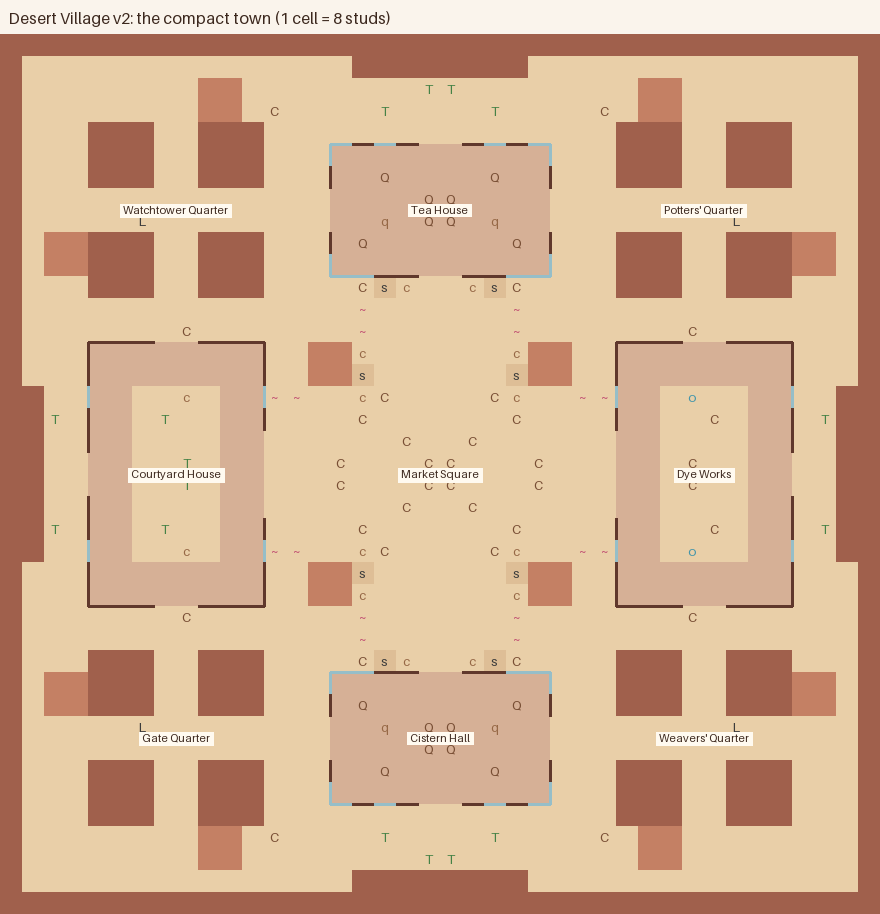 Desert Village v2: the compact town (1 cell = 8 studs)
T T
C T T C
Q Q
Q Q
Watchtower Quarter Tea House Potters' Quarter
L q Q Q q L
Q Q
C s c c s C
~ ~
C ~ ~ C
c c
s s
c ~ ~ c C C c ~ ~ o
T T C C C T
C C
T C C C C C
Courtyard House Market Square Dye Works
T C C C C C
C C
T T C C C T
c ~ ~ c C C c ~ ~ o
s s
c c
C ~ ~ C
~ ~
C s c c s C
Q Q
L q Q Q q L
Gate Quarter Cistern Hall Weavers' Quarter
Q Q
Q Q
C T T C
T T